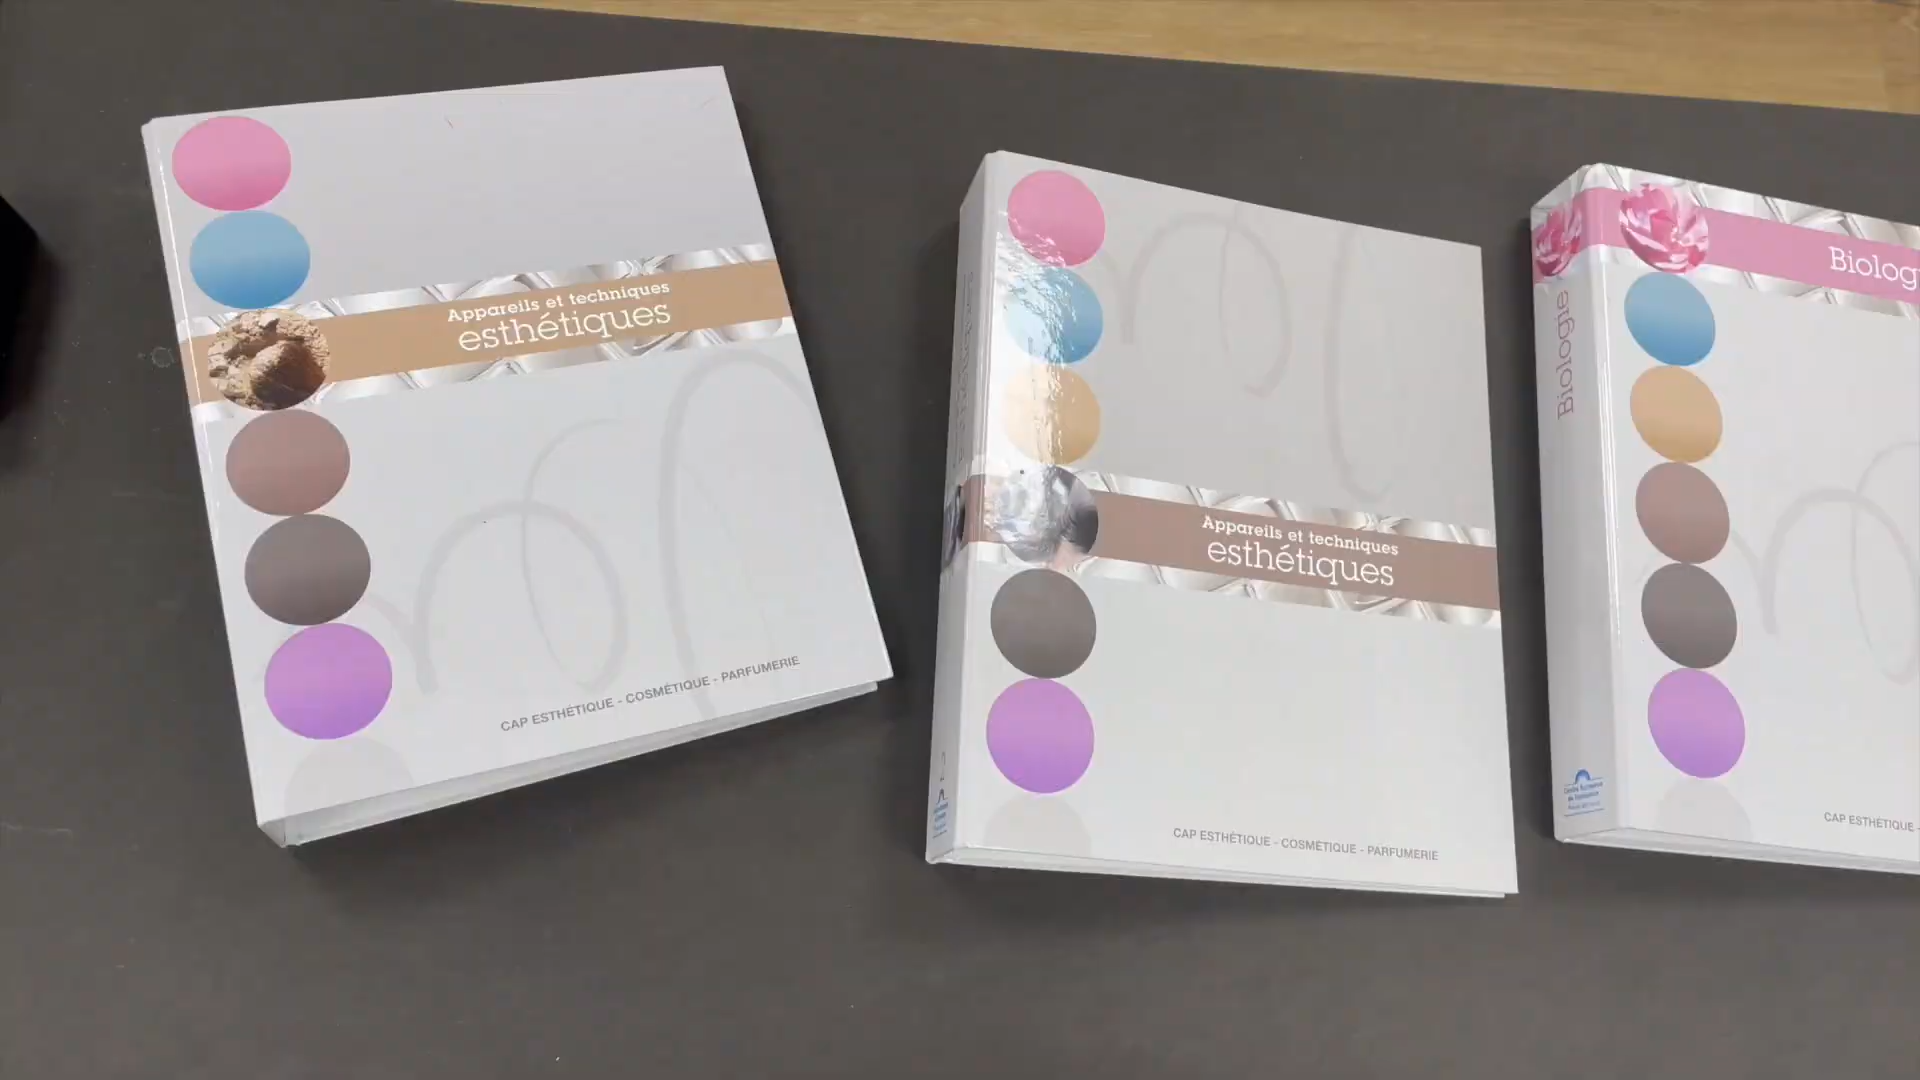 Appareils et techniques
esthétiques
CAP ESTHÉTIQUE - COSMÉTIQUE - PARFUMERIE
Appareils et techniques
esthétiques
CAP ESTHÉTIQUE - COSMÉTIQUE - PARFUMERIE
Biologie
CAP ESTHÉTIQUE -